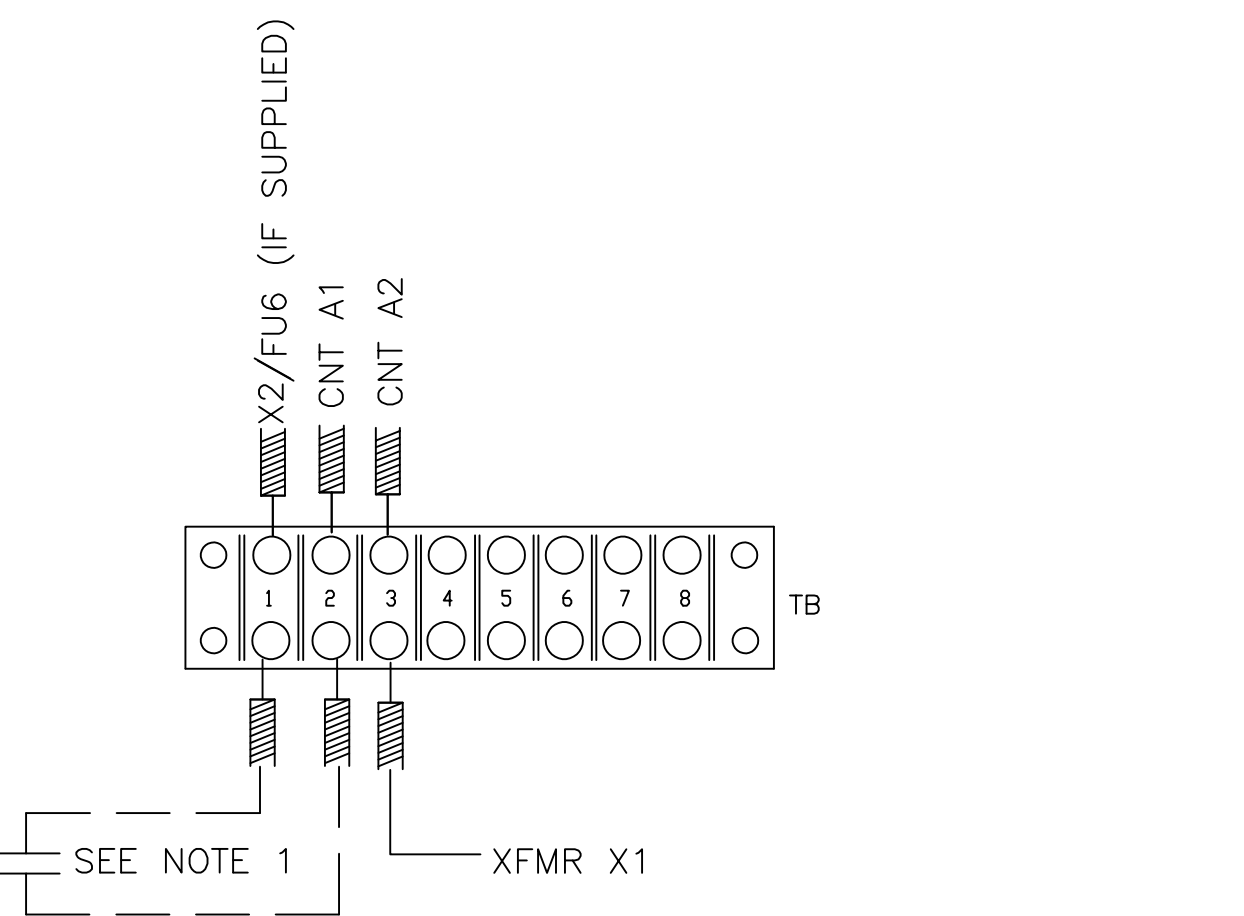 X2/FU6 (IF SUPPLIED)
CNT A1
CNT A2
1 2 3 4 5 6 7 8
TB
SEE NOTE 1
XFMR X1